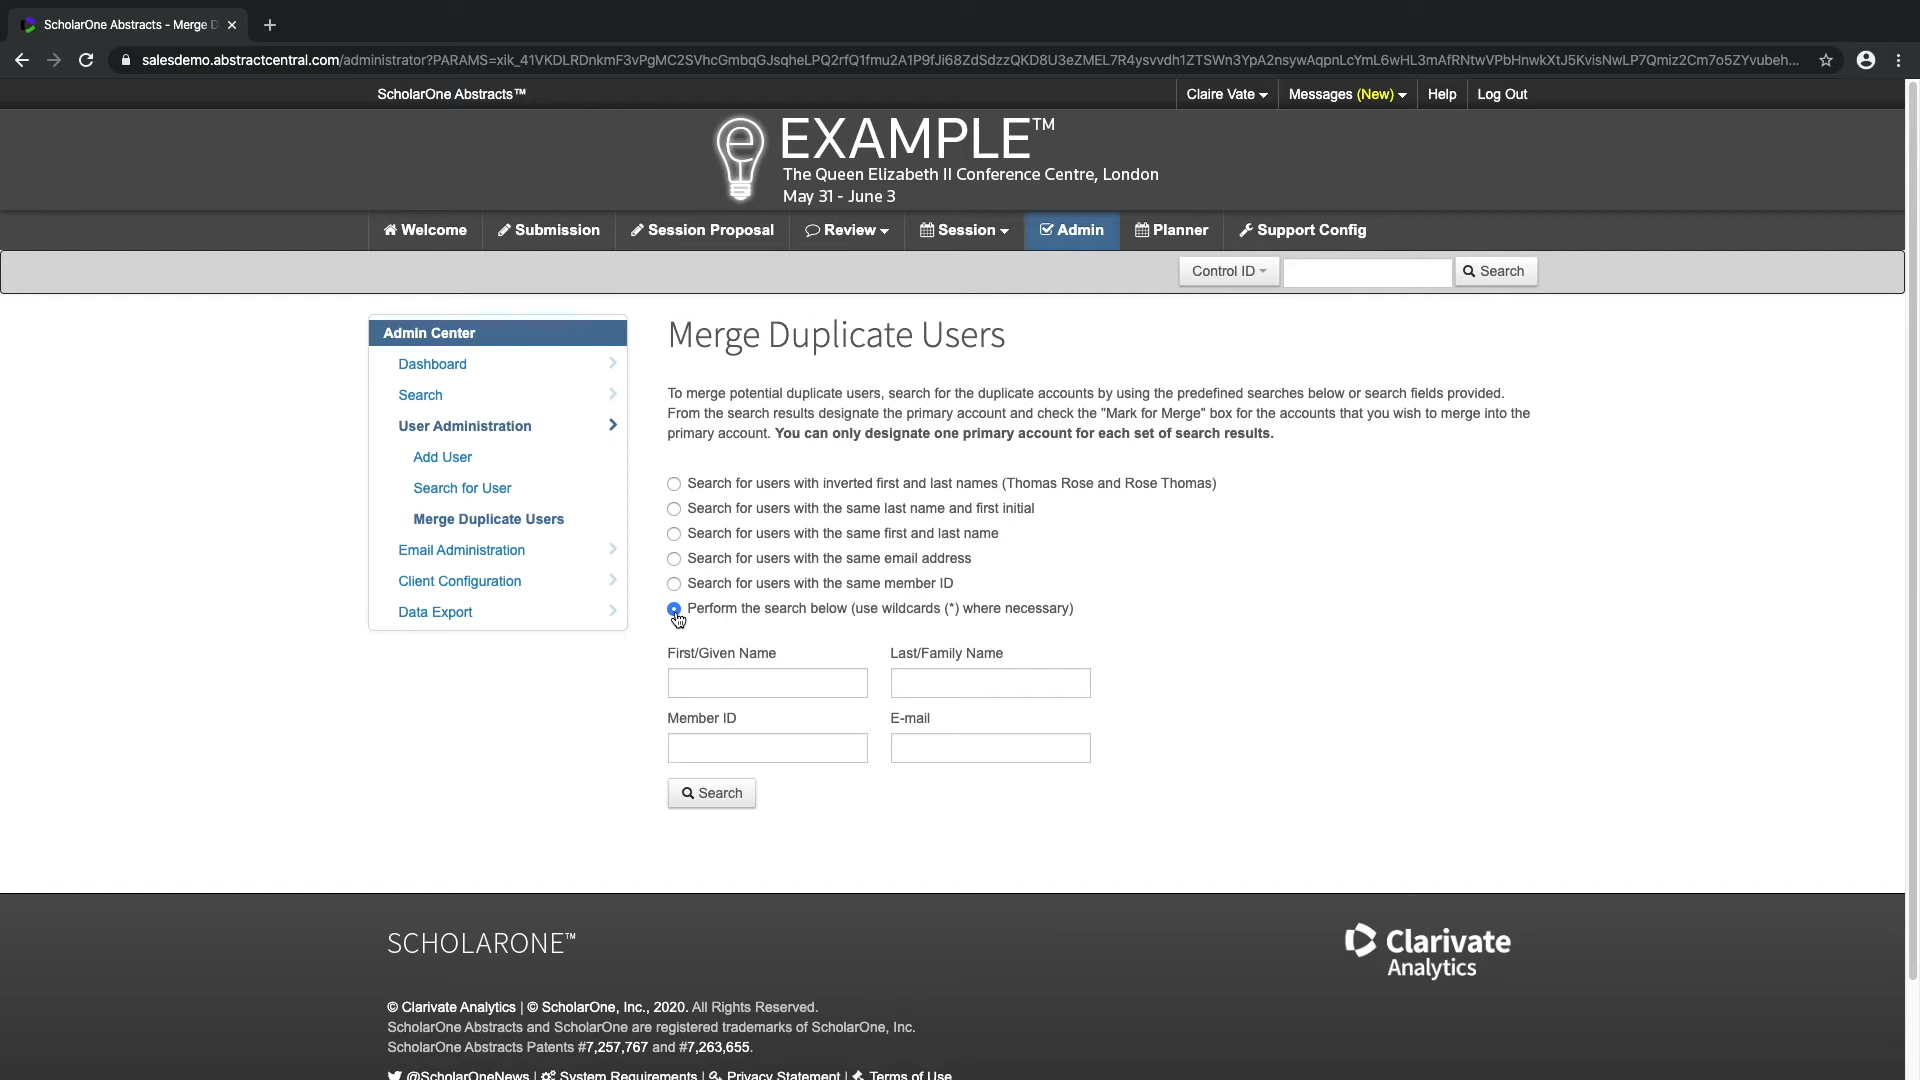 ScholarOne Abstracts - Merge D
salesdemo.abstractcentral.com
ScholarOne Abstracts™
Claire Vate
Messages (New)
Help
Log Out
EXAMPLE™
The Queen Elizabeth II Conference Centre, London
May 31 - June 3
Welcome
Submission
Session Proposal
Review
Session
Admin
Planner
Support Config
Control ID
Search
Admin Center
Dashboard
Search
User Administration
Add User
Search for User
Merge Duplicate Users
Email Administration
Client Configuration
Data Export
Merge Duplicate Users
To merge potential duplicate users, search for the duplicate accounts by using the predefined searches below or search fields provided.
From the search results designate the primary account and check the "Mark for Merge" box for the accounts that you wish to merge into the
primary account. You can only designate one primary account for each set of search results.
Search for users with inverted first and last names (Thomas Rose and Rose Thomas)
Search for users with the same last name and first initial
Search for users with the same first and last name
Search for users with the same email address
Search for users with the same member ID
Perform the search below (use wildcards (*) where necessary)
First/Given Name
Last/Family Name
Member ID
E-mail
Search
SCHOLARONE™
Clarivate
Analytics
© Clarivate Analytics | © ScholarOne, Inc., 2020. All Rights Reserved.
ScholarOne Abstracts and ScholarOne are registered trademarks of ScholarOne, Inc.
ScholarOne Abstracts Patents #7,257,767 and #7,263,655.
@ScholarOneNews | System Requirements | Privacy Statement | Terms of Use